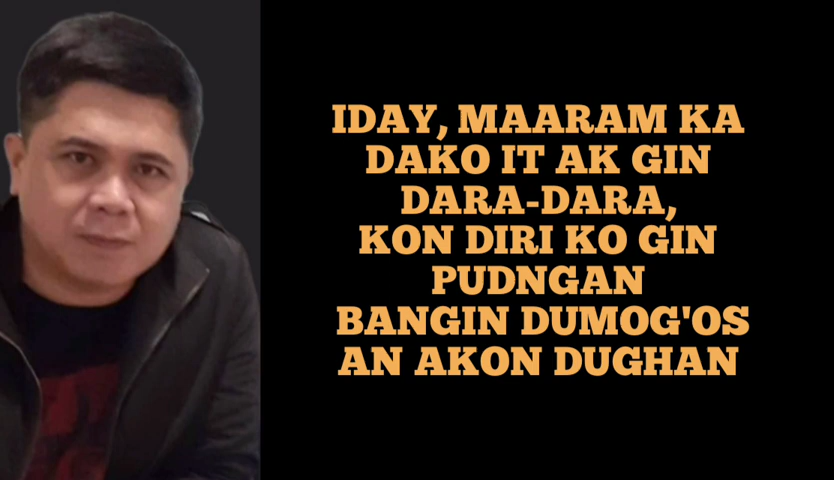 IDAY, MAARAM KA
DAKO IT AK GIN
DARA-DARA,
KON DIRI KO GIN
PUDNGAN
BANGIN DUMOG'OS
AN AKON DUGHAN